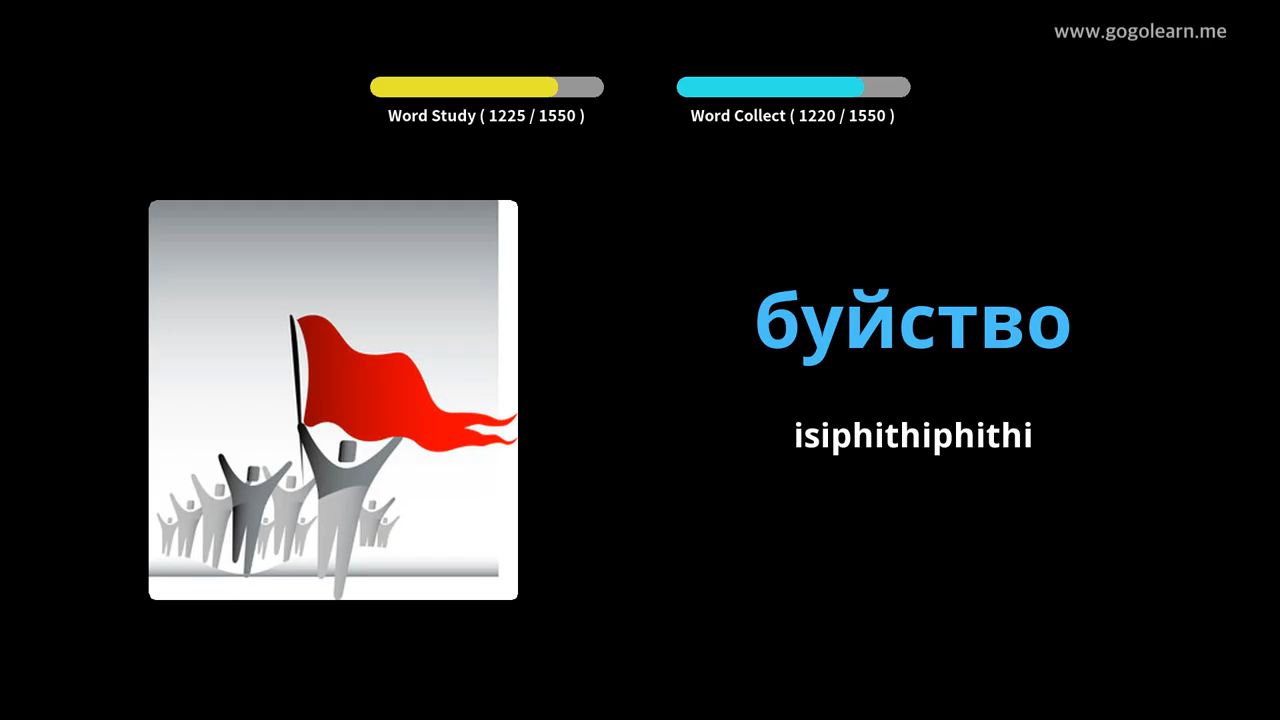 www.gogolearn.me
Word Study ( 1225 / 1550 )
Word Collect ( 1220 / 1550 )
буйство
isiphithiphithi